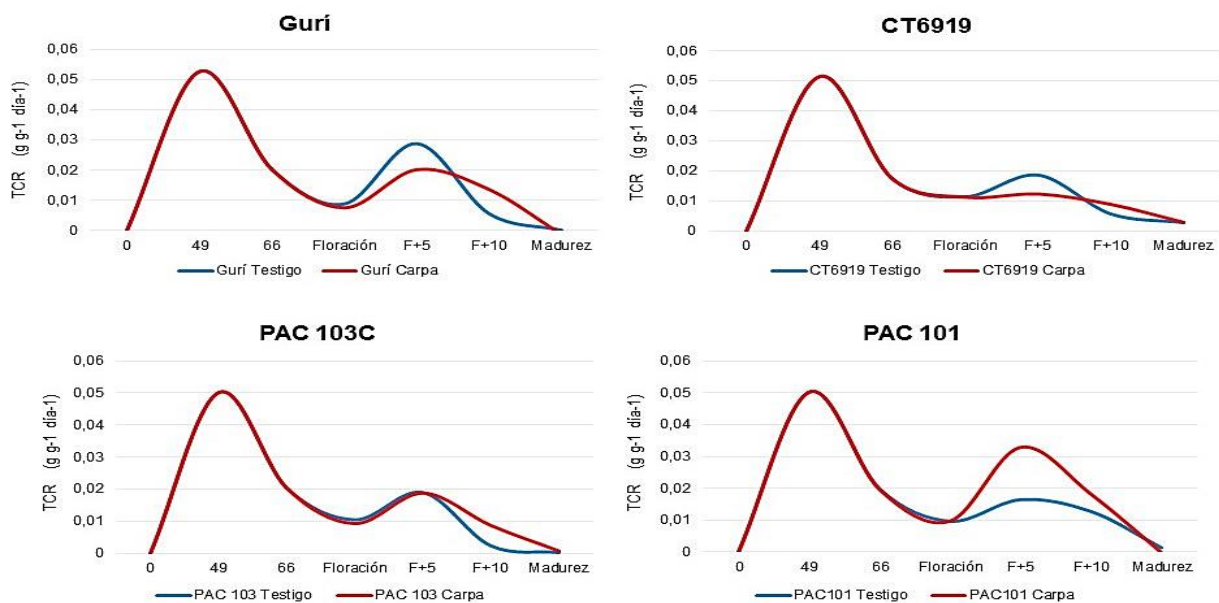 Gurí
0,06
0,05
0,04
0,03
0,02
0,01
0
TCR (g g-1 día-1)
0 49 66 Floración F+5 F+10 Madurez
Gurí Testigo Gurí Carpa
CT6919
0,06
0,05
0,04
0,03
0,02
0,01
0
TCR (g g-1 día-1)
0 49 66 Floración F+5 F+10 Madurez
CT6919 Testigo CT6919 Carpa
PAC 103C
0,06
0,05
0,04
0,03
0,02
0,01
0
TCR (g g-1 día-1)
0 49 66 Floración F+5 F+10 Madurez
PAC 103 Testigo PAC 103 Carpa
PAC 101
0,06
0,05
0,04
0,03
0,02
0,01
0
TCR (g g-1 día-1)
0 49 66 Floración F+5 F+10 Madurez
PAC101 Testigo PAC101 Carpa